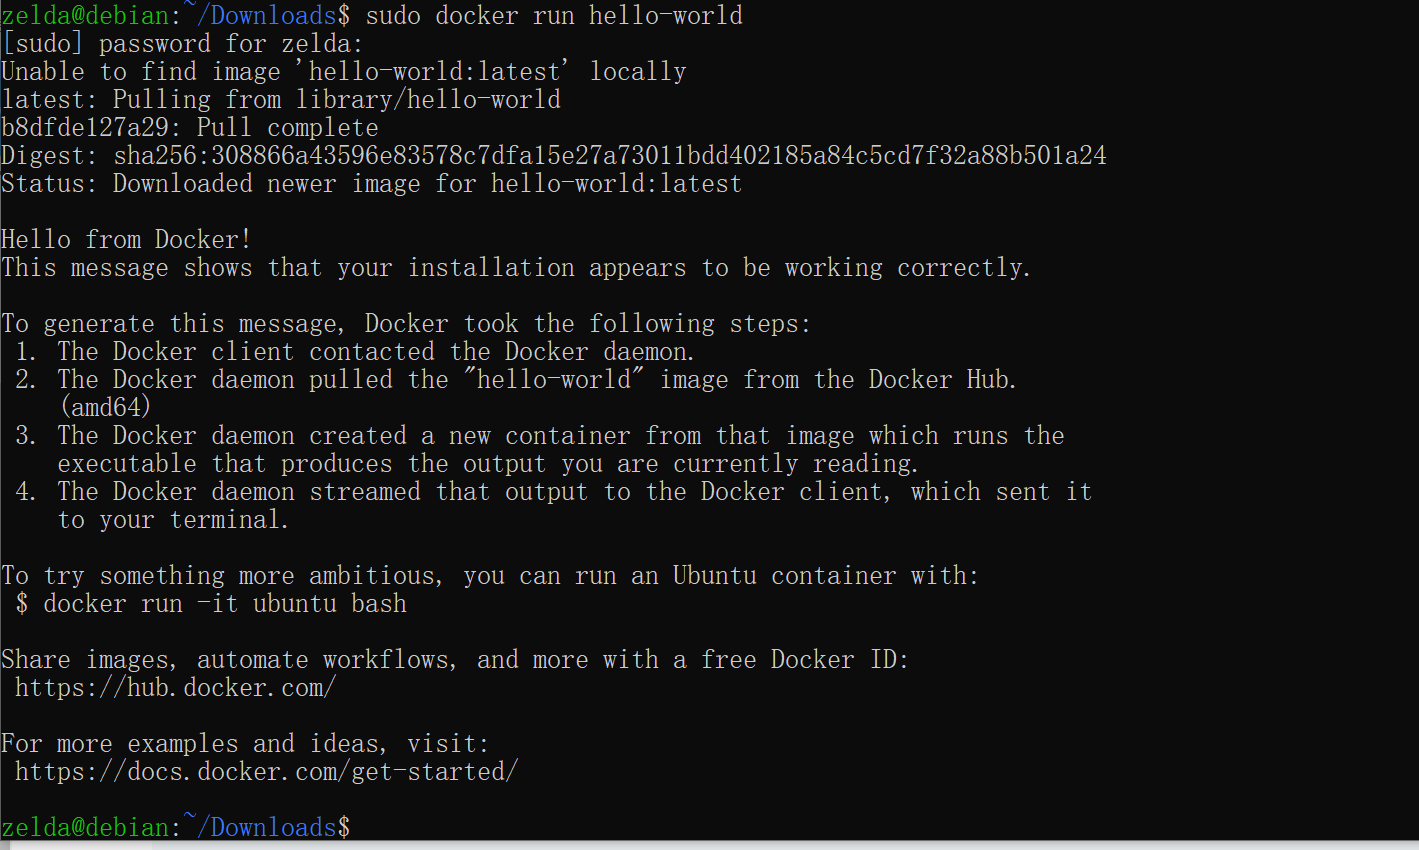 zelda@debian:~/Downloads$ sudo docker run hello-world
[sudo] password for zelda:
Unable to find image 'hello-world:latest' locally
latest: Pulling from library/hello-world
b8dfde127a29: Pull complete
Digest: sha256:308866a43596e83578c7dfa15e27a73011bdd402185a84c5cd7f32a88b501a24
Status: Downloaded newer image for hello-world:latest

Hello from Docker!
This message shows that your installation appears to be working correctly.

To generate this message, Docker took the following steps:
 1. The Docker client contacted the Docker daemon.
 2. The Docker daemon pulled the "hello-world" image from the Docker Hub.
    (amd64)
 3. The Docker daemon created a new container from that image which runs the
    executable that produces the output you are currently reading.
 4. The Docker daemon streamed that output to the Docker client, which sent it
    to your terminal.

To try something more ambitious, you can run an Ubuntu container with:
 $ docker run -it ubuntu bash

Share images, automate workflows, and more with a free Docker ID:
 https://hub.docker.com/

For more examples and ideas, visit:
 https://docs.docker.com/get-started/

zelda@debian:~/Downloads$